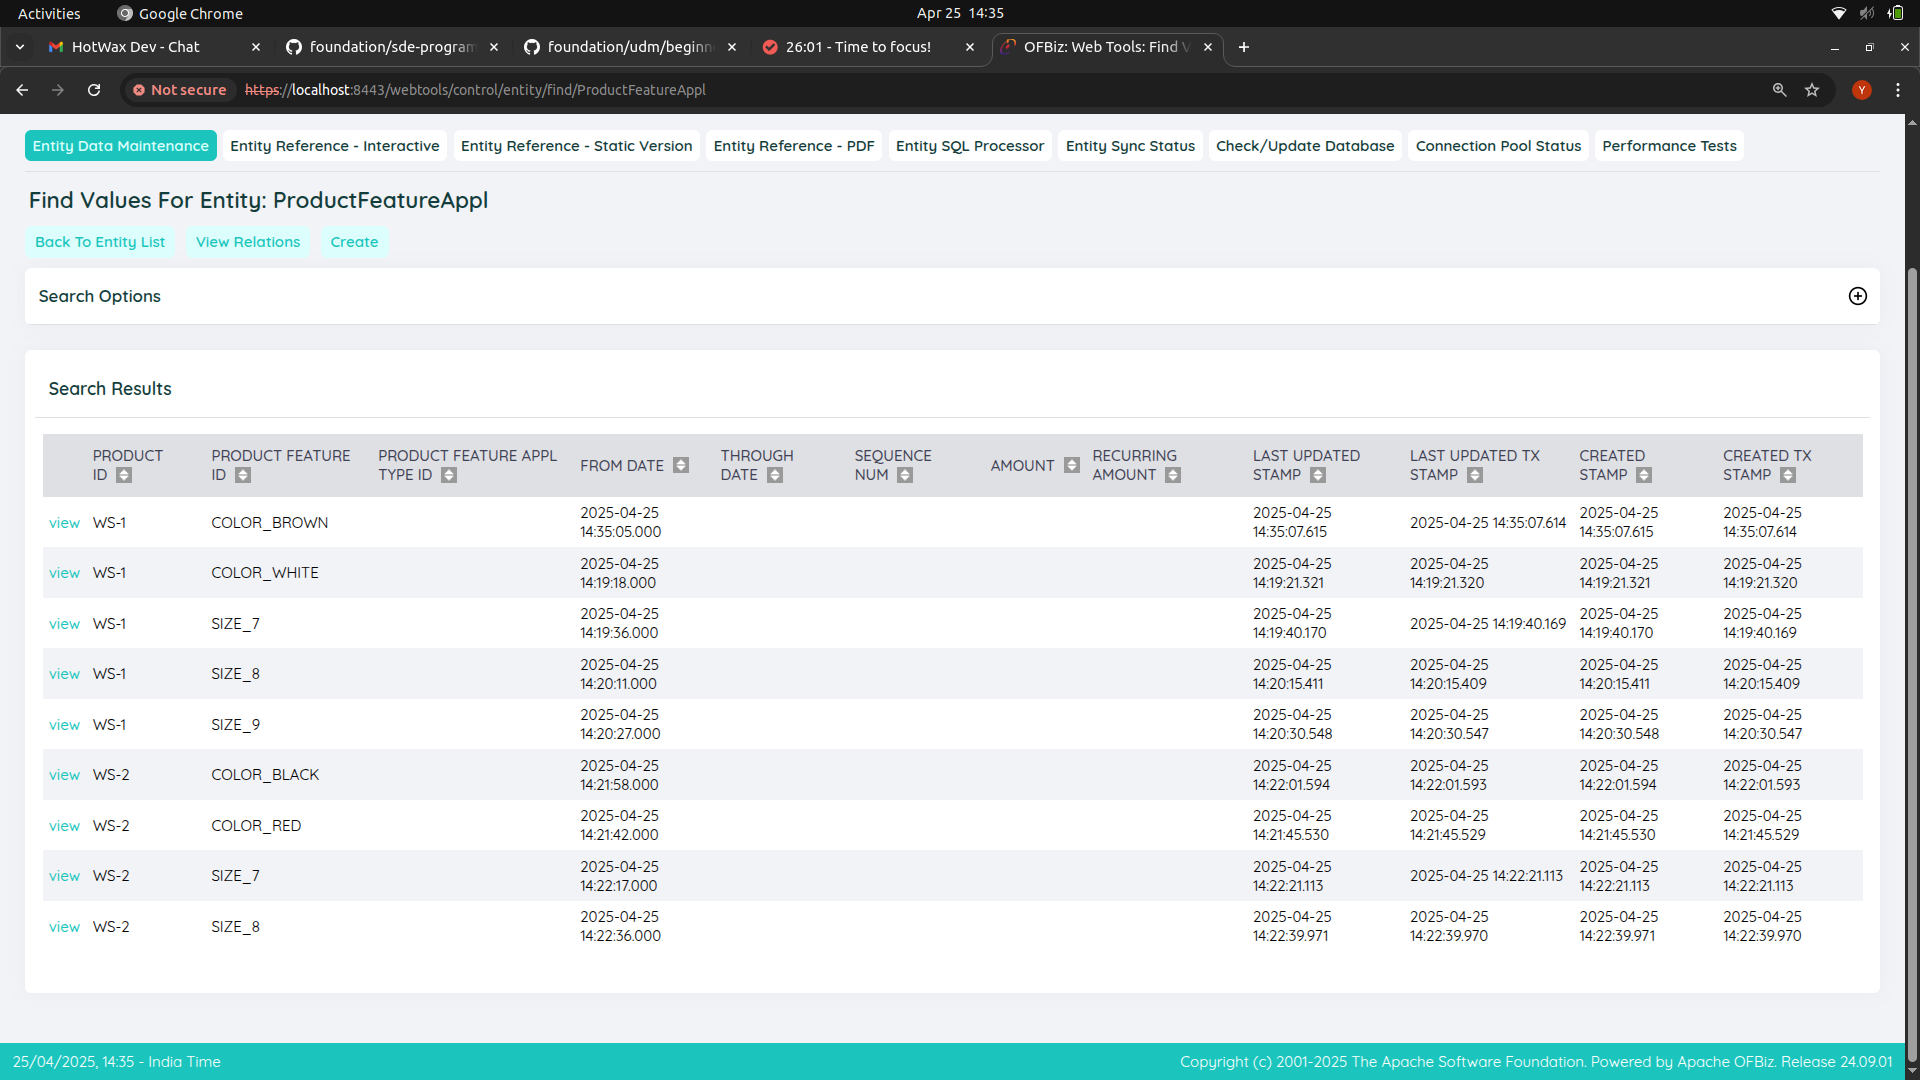 Activities Google Chrome Apr 25 14:35
HotWax Dev - Chat foundation/sde-program foundation/udm/beginn 26:01 - Time to focus! OFBiz: Web Tools: Find V
Not secure https://localhost:8443/webtools/control/entity/find/ProductFeatureAppl Y
Entity Data Maintenance Entity Reference - Interactive Entity Reference - Static Version Entity Reference - PDF Entity SQL Processor Entity Sync Status Check/Update Database Connection Pool Status Performance Tests
Find Values For Entity: ProductFeatureAppl
Back To Entity List View Relations Create
Search Options
Search Results
PRODUCT ID PRODUCT FEATURE ID PRODUCT FEATURE APPL TYPE ID FROM DATE THROUGH DATE SEQUENCE NUM AMOUNT RECURRING AMOUNT LAST UPDATED STAMP LAST UPDATED TX STAMP CREATED STAMP CREATED TX STAMP
view WS-1 COLOR_BROWN 2025-04-25 14:35:05.000 2025-04-25 14:35:07.615 2025-04-25 14:35:07.614 2025-04-25 14:35:07.615 2025-04-25 14:35:07.614
view WS-1 COLOR_WHITE 2025-04-25 14:19:18.000 2025-04-25 14:19:21.321 2025-04-25 14:19:21.320 2025-04-25 14:19:21.321 2025-04-25 14:19:21.320
view WS-1 SIZE_7 2025-04-25 14:19:36.000 2025-04-25 14:19:40.170 2025-04-25 14:19:40.169 2025-04-25 14:19:40.170 2025-04-25 14:19:40.169
view WS-1 SIZE_8 2025-04-25 14:20:11.000 2025-04-25 14:20:15.411 2025-04-25 14:20:15.409 2025-04-25 14:20:15.411 2025-04-25 14:20:15.409
view WS-1 SIZE_9 2025-04-25 14:20:27.000 2025-04-25 14:20:30.548 2025-04-25 14:20:30.547 2025-04-25 14:20:30.548 2025-04-25 14:20:30.547
view WS-2 COLOR_BLACK 2025-04-25 14:21:58.000 2025-04-25 14:22:01.594 2025-04-25 14:22:01.593 2025-04-25 14:22:01.594 2025-04-25 14:22:01.593
view WS-2 COLOR_RED 2025-04-25 14:21:42.000 2025-04-25 14:21:45.530 2025-04-25 14:21:45.529 2025-04-25 14:21:45.530 2025-04-25 14:21:45.529
view WS-2 SIZE_7 2025-04-25 14:22:17.000 2025-04-25 14:22:21.113 2025-04-25 14:22:21.113 2025-04-25 14:22:21.113 2025-04-25 14:22:21.113
view WS-2 SIZE_8 2025-04-25 14:22:36.000 2025-04-25 14:22:39.971 2025-04-25 14:22:39.970 2025-04-25 14:22:39.971 2025-04-25 14:22:39.970
25/04/2025, 14:35 - India Time Copyright (c) 2001-2025 The Apache Software Foundation. Powered by Apache OFBiz. Release 24.09.01